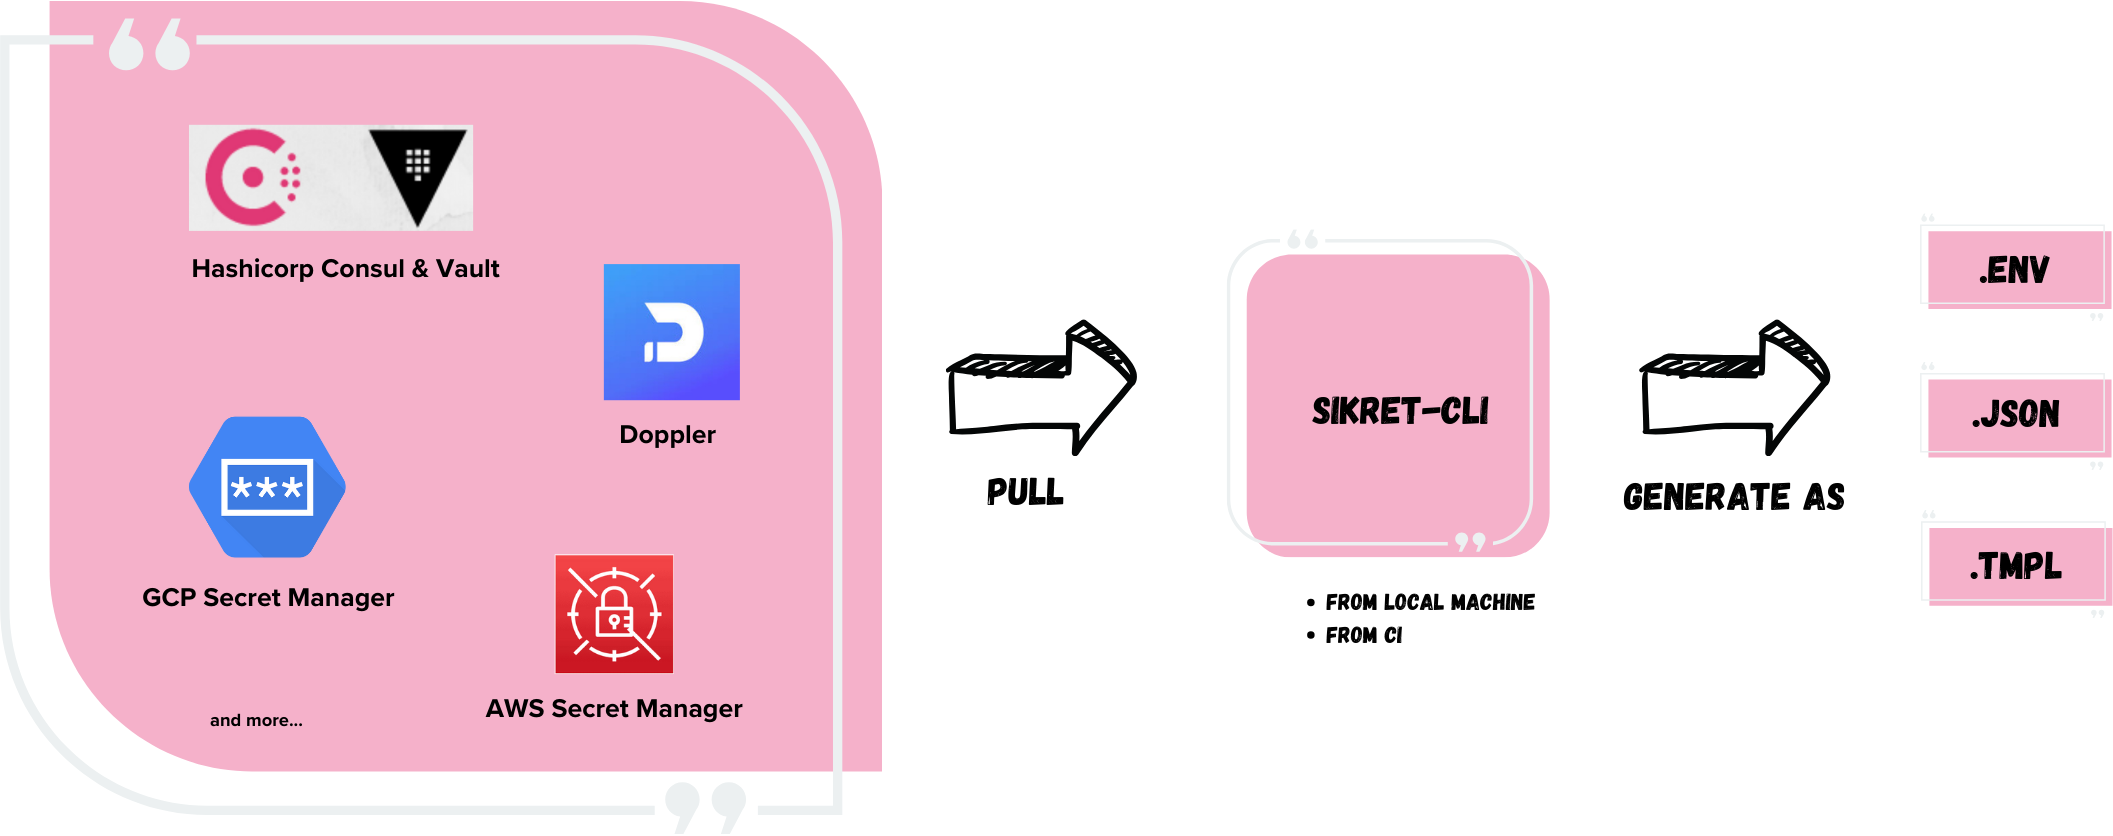 Hashicorp Consul & Vault
Doppler
GCP Secret Manager
AWS Secret Manager
and more...
PULL
SIKRET-CLI
• FROM LOCAL MACHINE
• FROM CI
GENERATE AS
.ENV
.JSON
.TMPL